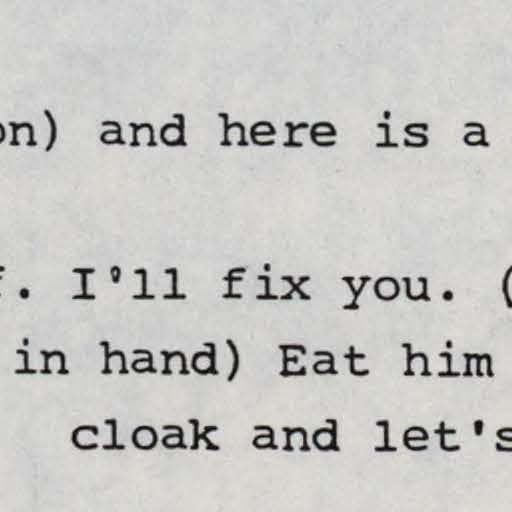 on) and here is a
f. I'll fix you. (
in hand) Eat him
cloak and let's